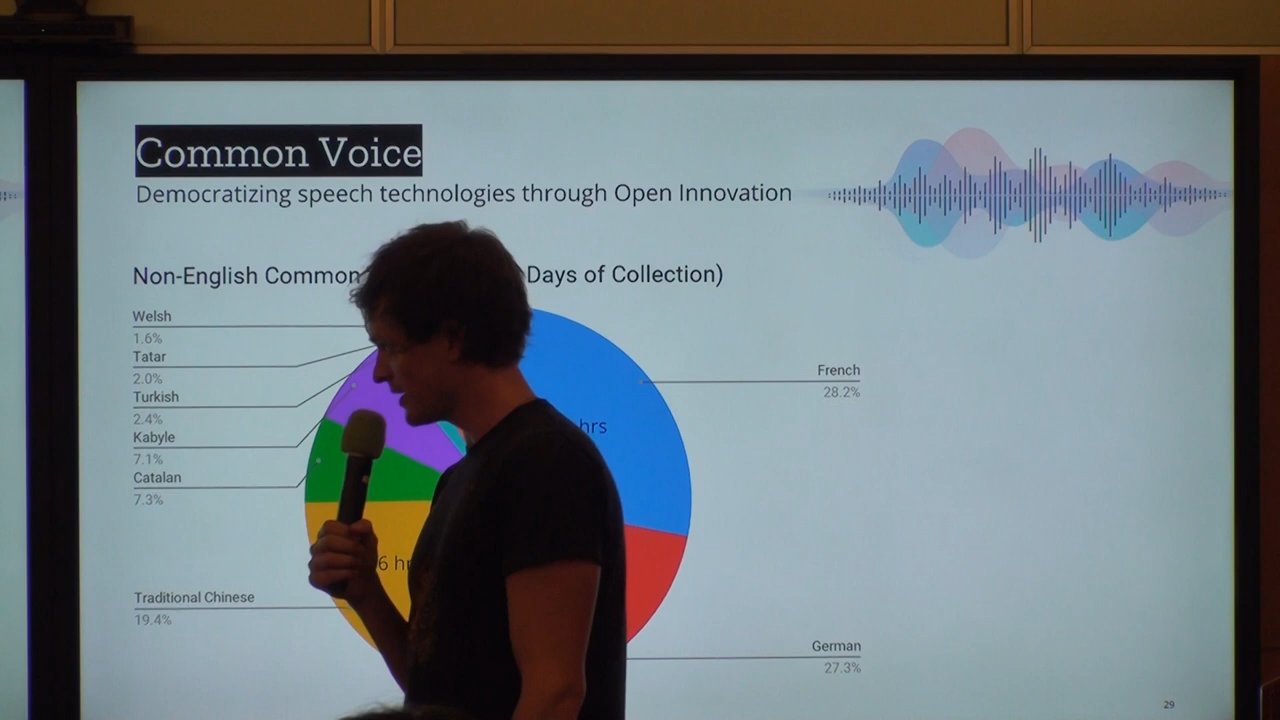 Common Voice
Democratizing speech technologies through Open Innovation
Non-English Common Days of Collection)
Welsh
1.6%
Tatar
2.0%
Turkish
2.4%
Kabyle
7.1%
Catalan
7.3%
Traditional Chinese
19.4%
French
28.2%
hrs
6 hr
German
27.3%
29